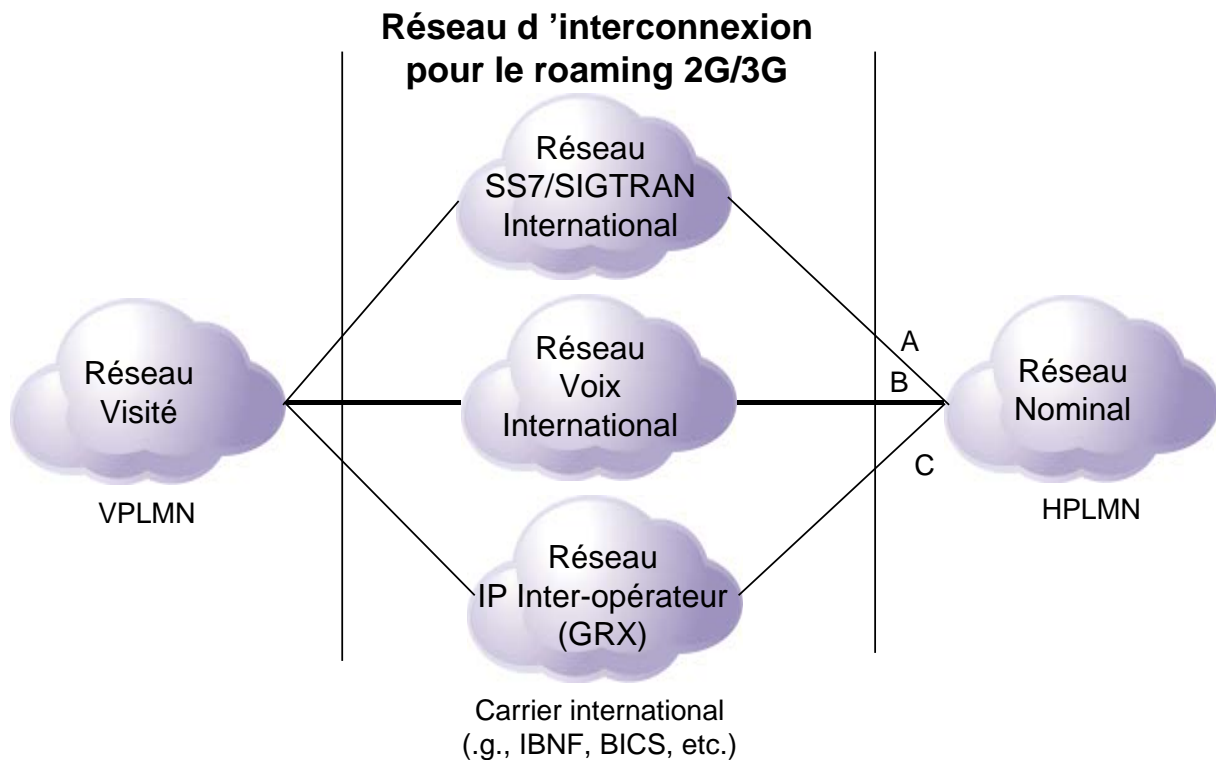 Réseau d ’interconnexion
pour le roaming 2G/3G
Réseau
SS7/SIGTRAN
International
Réseau
Visité
VPLMN
Réseau
Voix
International
A
B
C
Réseau
Nominal
HPLMN
Réseau
IP Inter-opérateur
(GRX)
Carrier international
(.g., IBNF, BICS, etc.)